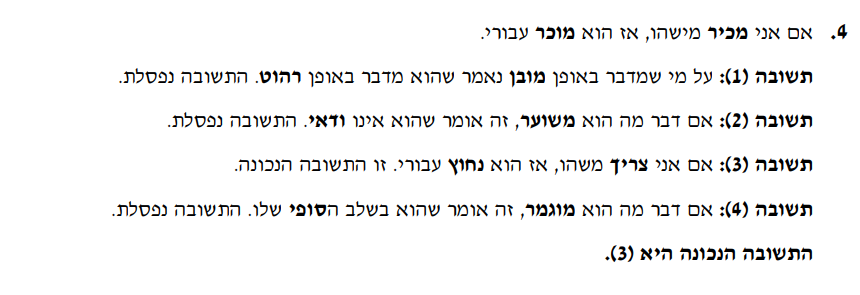 4. אם אני מכיר מישהו, אז הוא מוכר עבורי.
תשובה (1): על מי שמדבר באופן מובן נאמר שהוא מדבר באופן רהוט. התשובה נפסלת.
תשובה (2): אם דבר מה הוא משוער, זה אומר שהוא אינו ודאי. התשובה נפסלת.
תשובה (3): אם אני צריך משהו, אז הוא נחוץ עבורי. זו התשובה הנכונה.
תשובה (4): אם דבר מה הוא מוגמר, זה אומר שהוא בשלב הסופי שלו. התשובה נפסלת.
התשובה הנכונה היא (3).